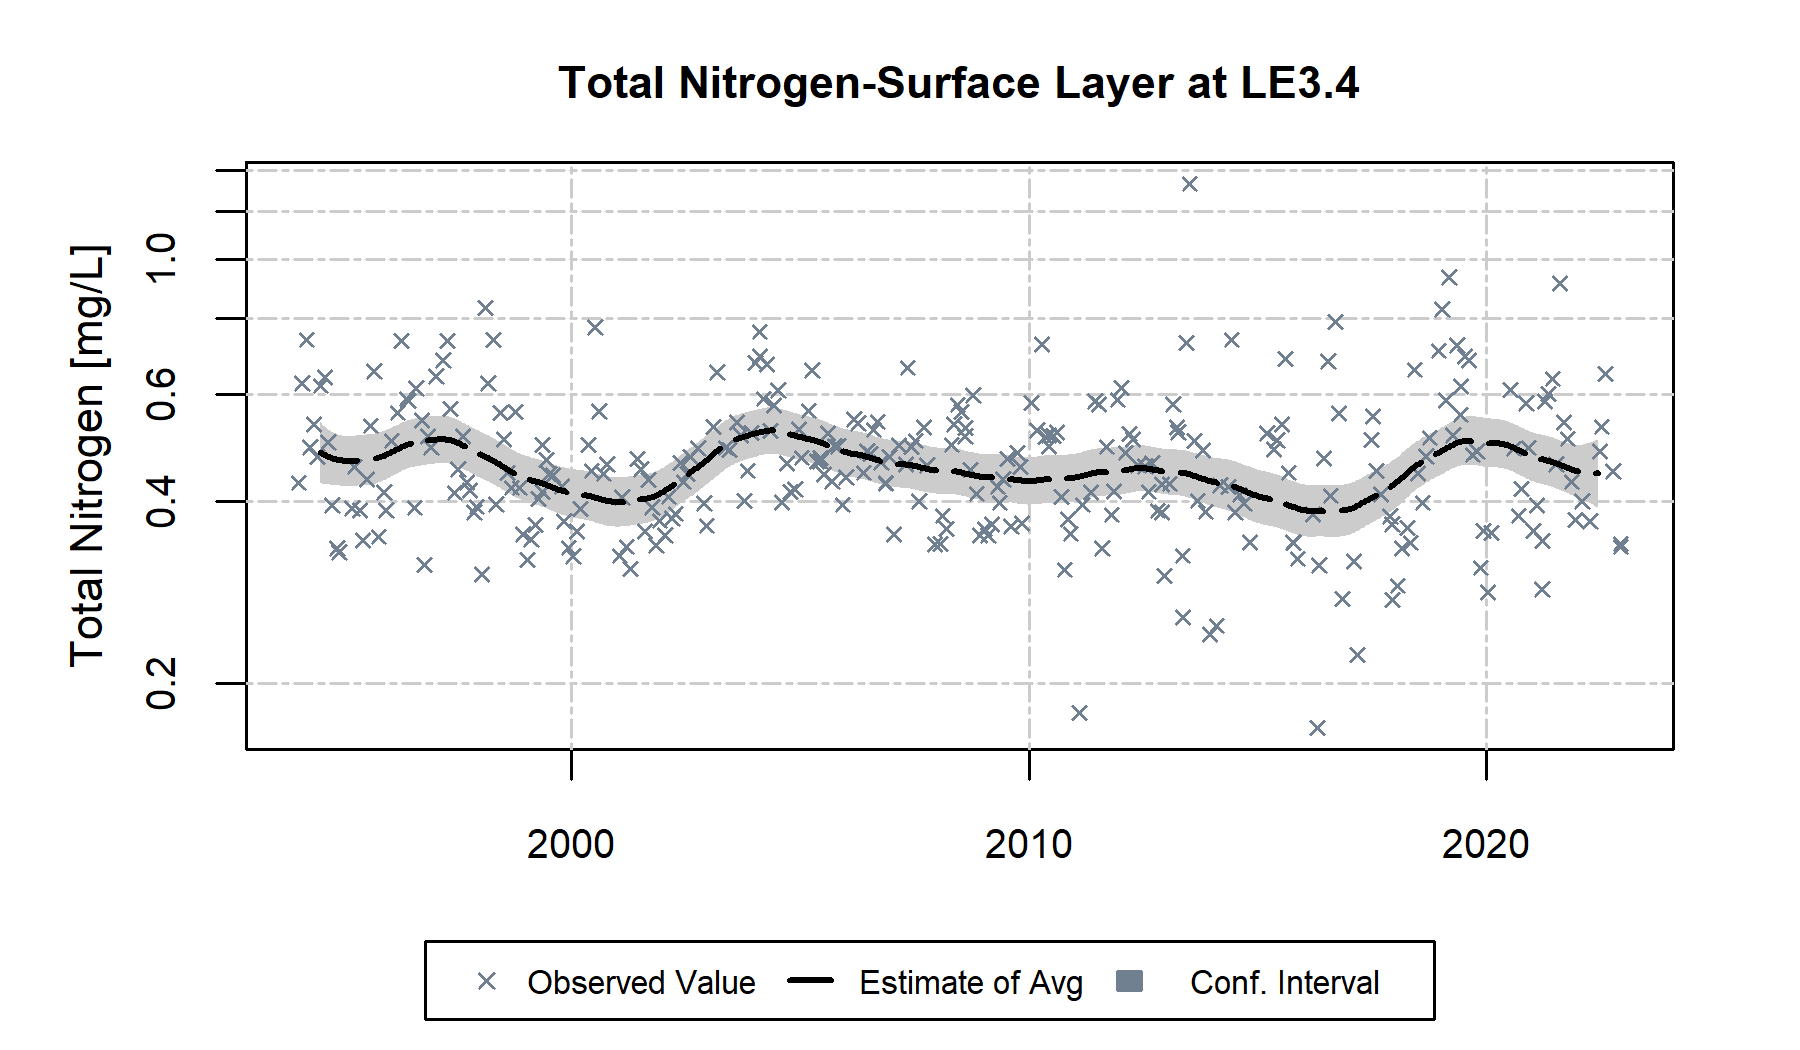 Total Nitrogen-Surface Layer at LE3.4
Total Nitrogen [mg/L]
1.0
0.6
0.4
0.2
2000
2010
2020
Observed Value
Estimate of Avg
Conf. Interval